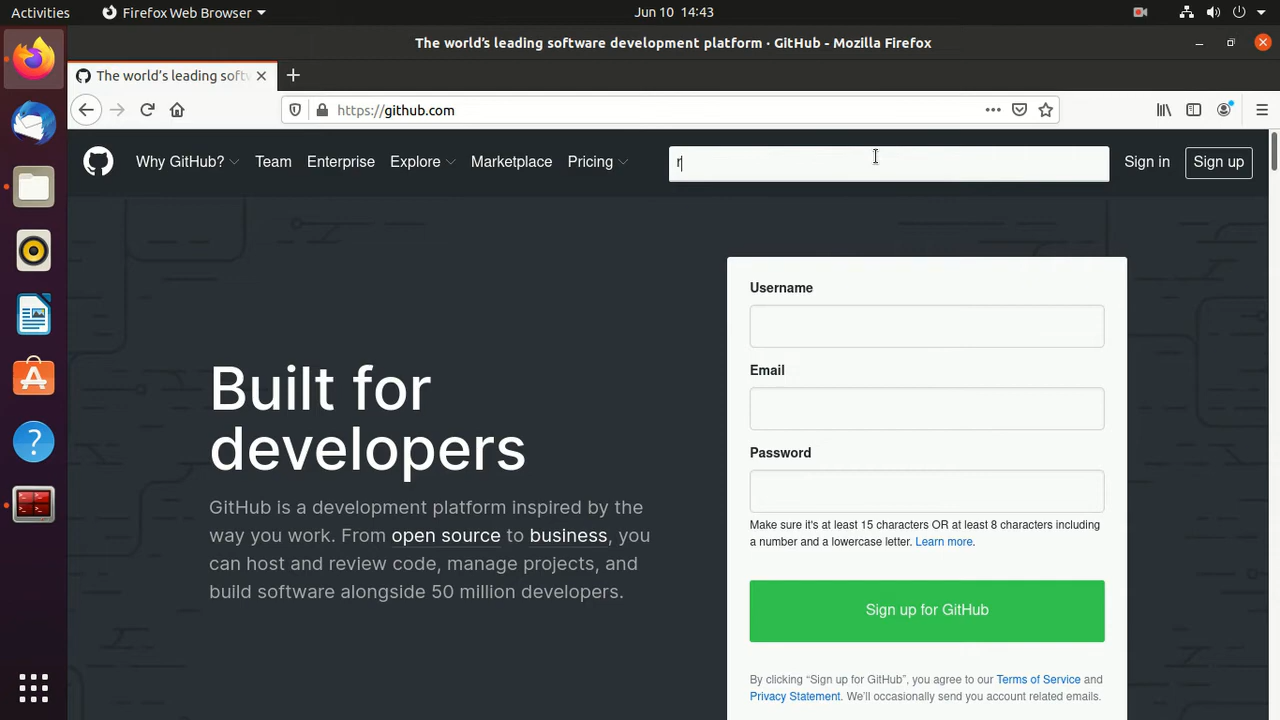 Activities Firefox Web Browser Jun 10 14:43
The world's leading software development platform · GitHub - Mozilla Firefox
The world's leading softw
https://github.com
Why GitHub? Team Enterprise Explore Marketplace Pricing r Sign in Sign up
Username
Email
Password
Make sure it's at least 15 characters OR at least 8 characters including
a number and a lowercase letter. Learn more.
Sign up for GitHub
By clicking “Sign up for GitHub”, you agree to our Terms of Service and
Privacy Statement. We’ll occasionally send you account related emails.
Built for
developers
GitHub is a development platform inspired by the
way you work. From open source to business, you
can host and review code, manage projects, and
build software alongside 50 million developers.